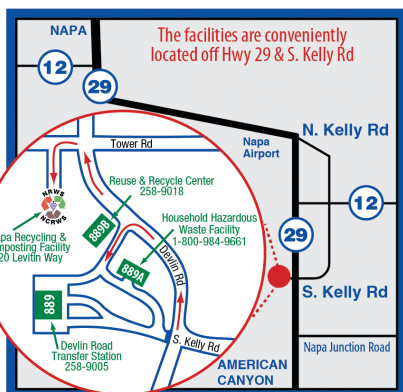 NAPA
The facilities are conveniently
located off Hwy 29 & S. Kelly Rd
12
29
N. Kelly Rd
Tower Rd
Napa
Airport
Reuse & Recycle Center
258-9018
NRWS
NCRWS
12
889B
Household Hazardous
Waste Facility
1-800-984-9661
29
Recycling &
Facility
Levitin Way
889A
Devlin Rd
S. Kelly Rd
889
S. Kelly Rd
Devlin Road
Transfer Station
258-9005
Napa Junction Road
AMERICAN
CANYON